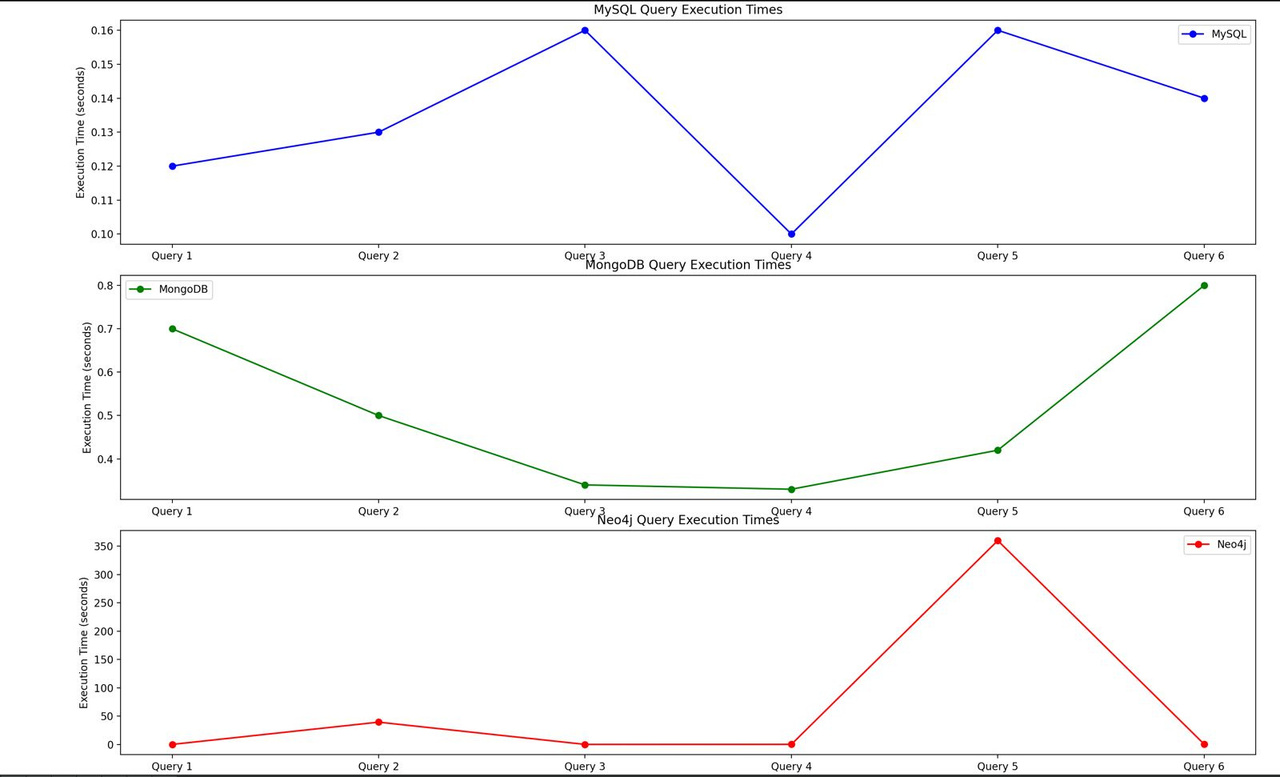 MySQL Query Execution Times
MySQL
Execution Time (seconds)
0.16
0.15
0.14
0.13
0.12
0.11
0.10
Query 1 Query 2 Query 3 Query 4 Query 5 Query 6
MongoDB Query Execution Times
MongoDB
Execution Time (seconds)
0.8
0.7
0.6
0.5
0.4
Query 1 Query 2 Query 3 Query 4 Query 5 Query 6
Neo4j Query Execution Times
Neo4j
Execution Time (seconds)
350
300
250
200
150
100
50
0
Query 1 Query 2 Query 3 Query 4 Query 5 Query 6